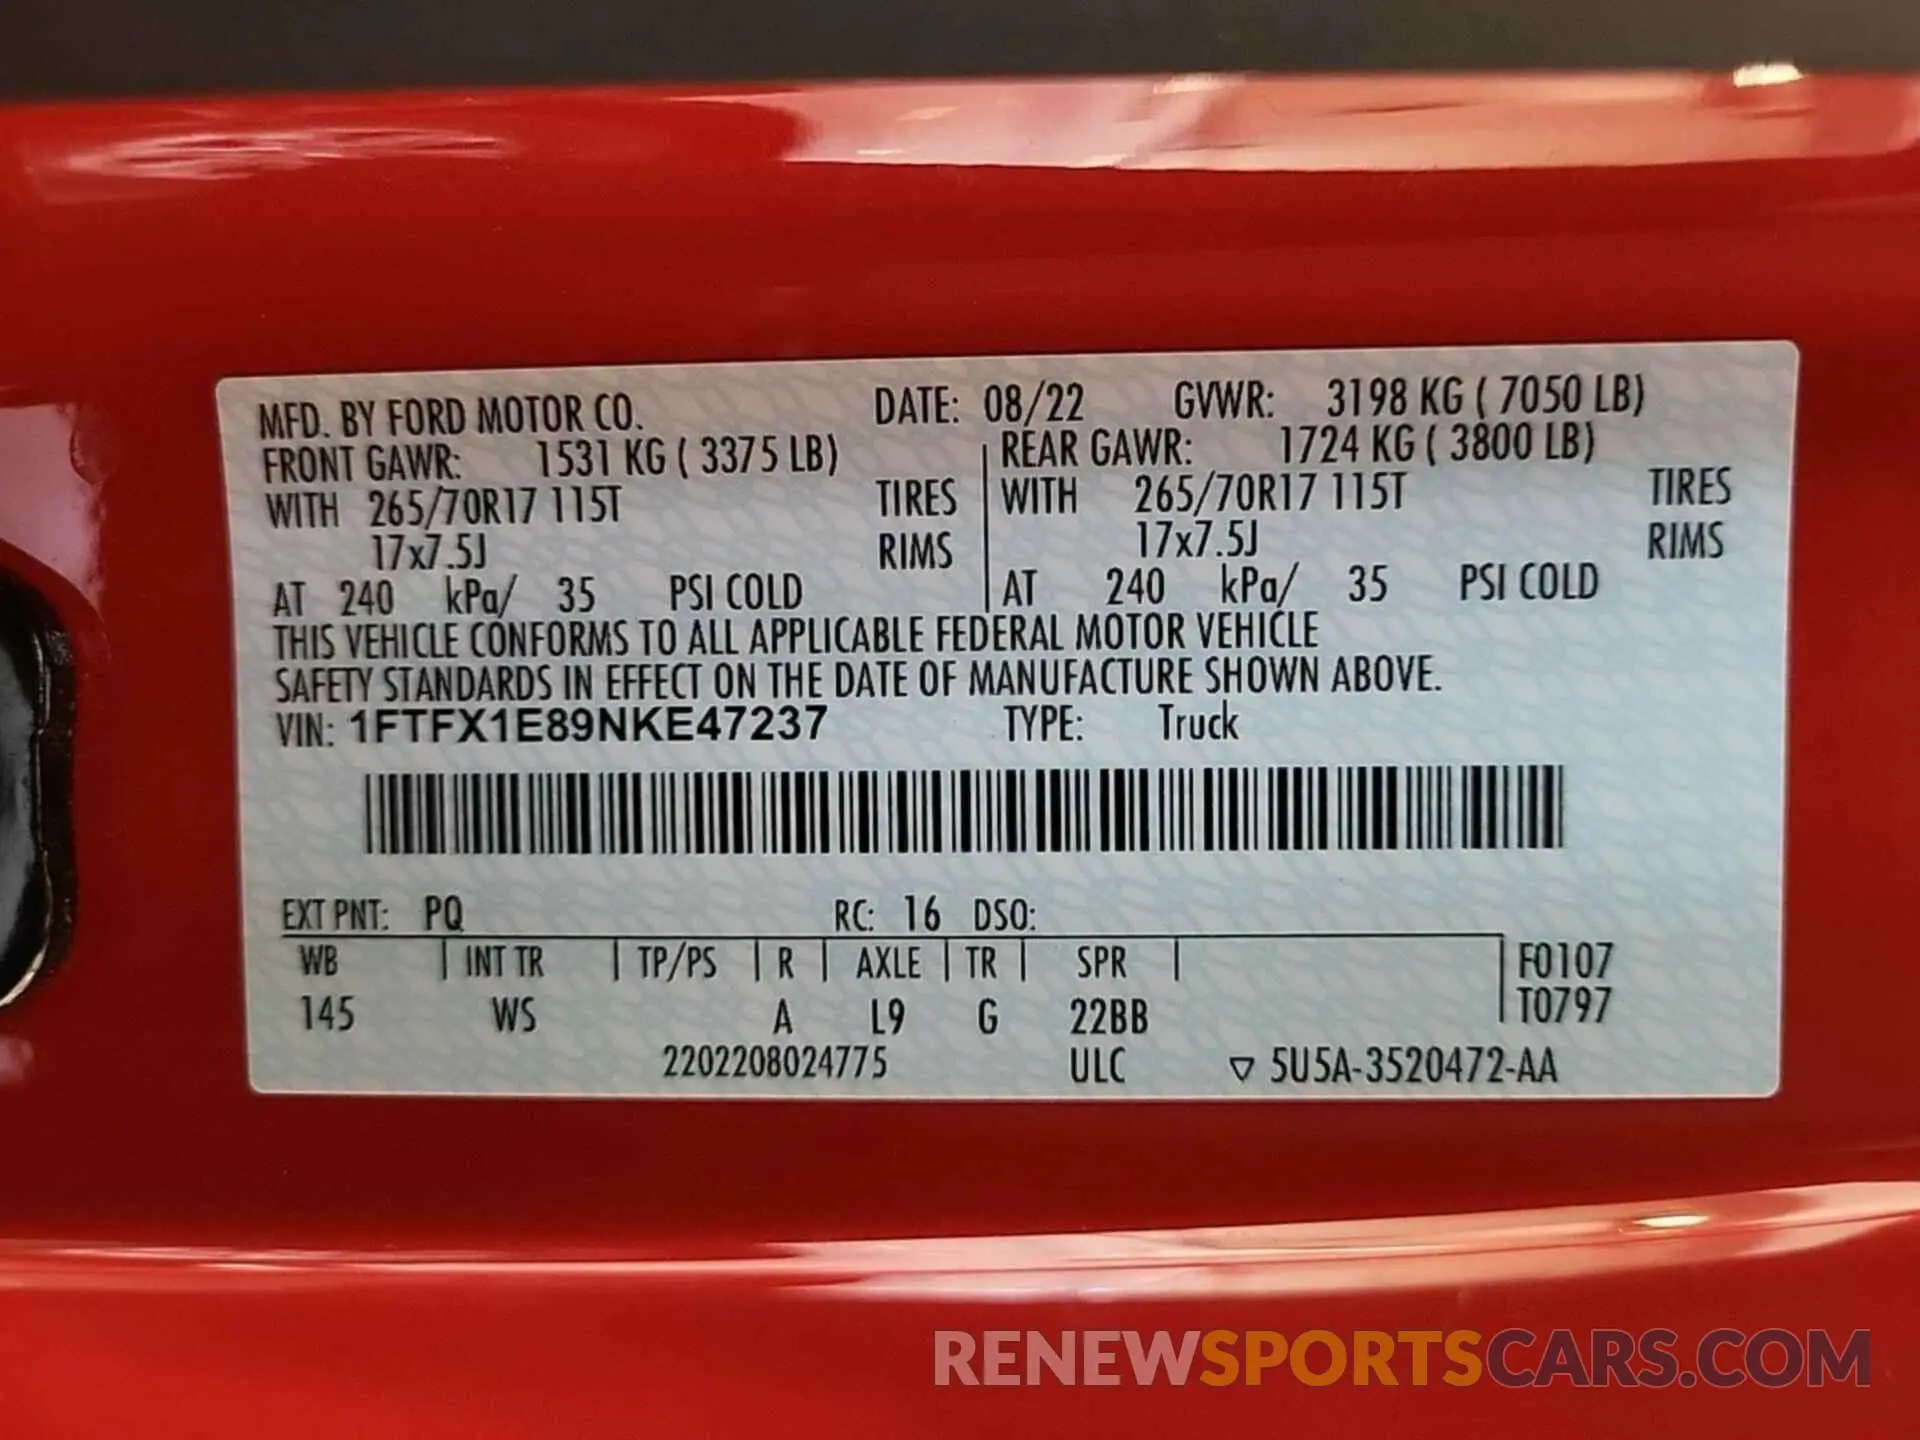 MFD. BY FORD MOTOR CO. DATE: 08/22 GVWR: 3198 KG ( 7050 LB)
FRONT GAWR: 1531 KG ( 3375 LB) REAR GAWR: 1724 KG ( 3800 LB)
WITH 265/70R17 115T TIRES WITH 265/70R17 115T TIRES
17x7.5J RIMS 17x7.5J RIMS
AT 240 kPa/ 35 PSI COLD AT 240 kPa/ 35 PSI COLD
THIS VEHICLE CONFORMS TO ALL APPLICABLE FEDERAL MOTOR VEHICLE
SAFETY STANDARDS IN EFFECT ON THE DATE OF MANUFACTURE SHOWN ABOVE.
VIN: 1FTFX1E89NKE47237 TYPE: Truck
EXT PNT: PQ RC: 16 DSO:
WB | INT TR | TP/PS | R | AXLE | TR | SPR | F0107
145 WS A L9 G 22BB T0797
2202208024775 ULC ▽ 5U5A-3520472-AA
RENEWSPORTSCARS.COM